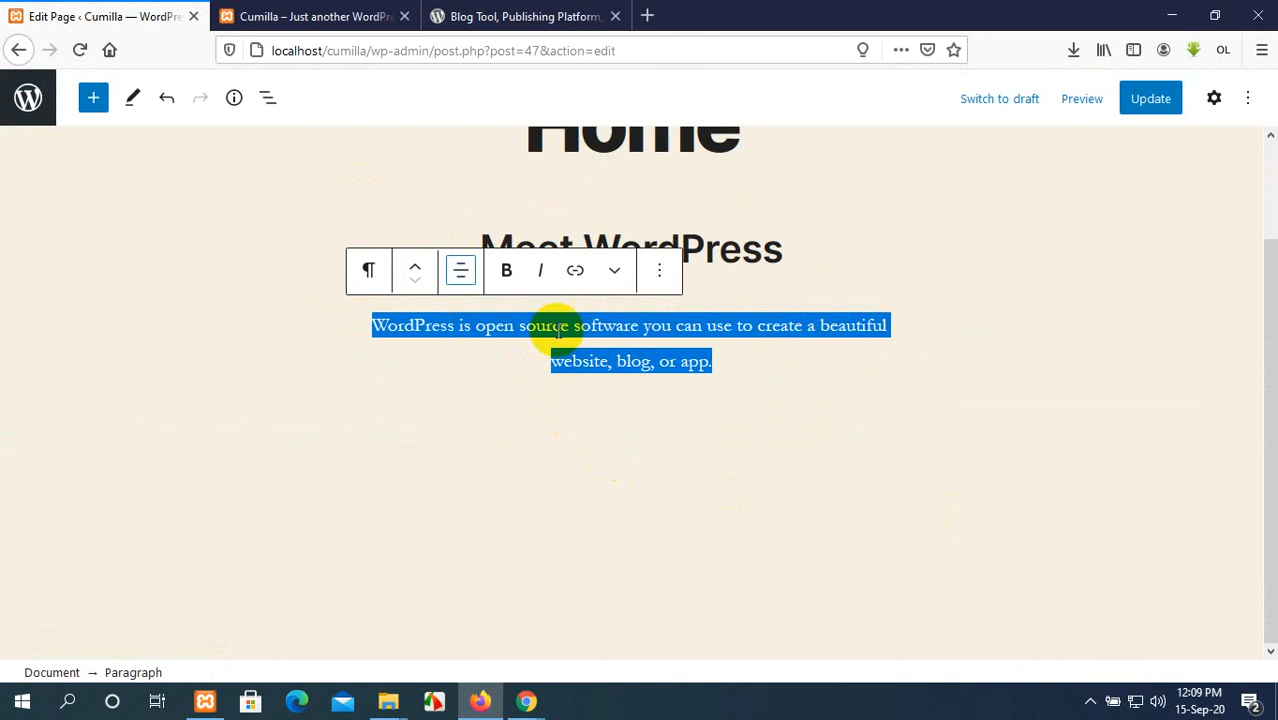 Edit Page ‹ Cumilla — WordPre
Cumilla – Just another WordPr
Blog Tool, Publishing Platform,
localhost/cumilla/wp-admin/post.php?post=47&action=edit
OL
Switch to draft
Preview
Update
Home
Meet WordPress
B
I
WordPress is open source software you can use to create a beautiful
website, blog, or app.
Document → Paragraph
12:09 PM
15-Sep-20
2